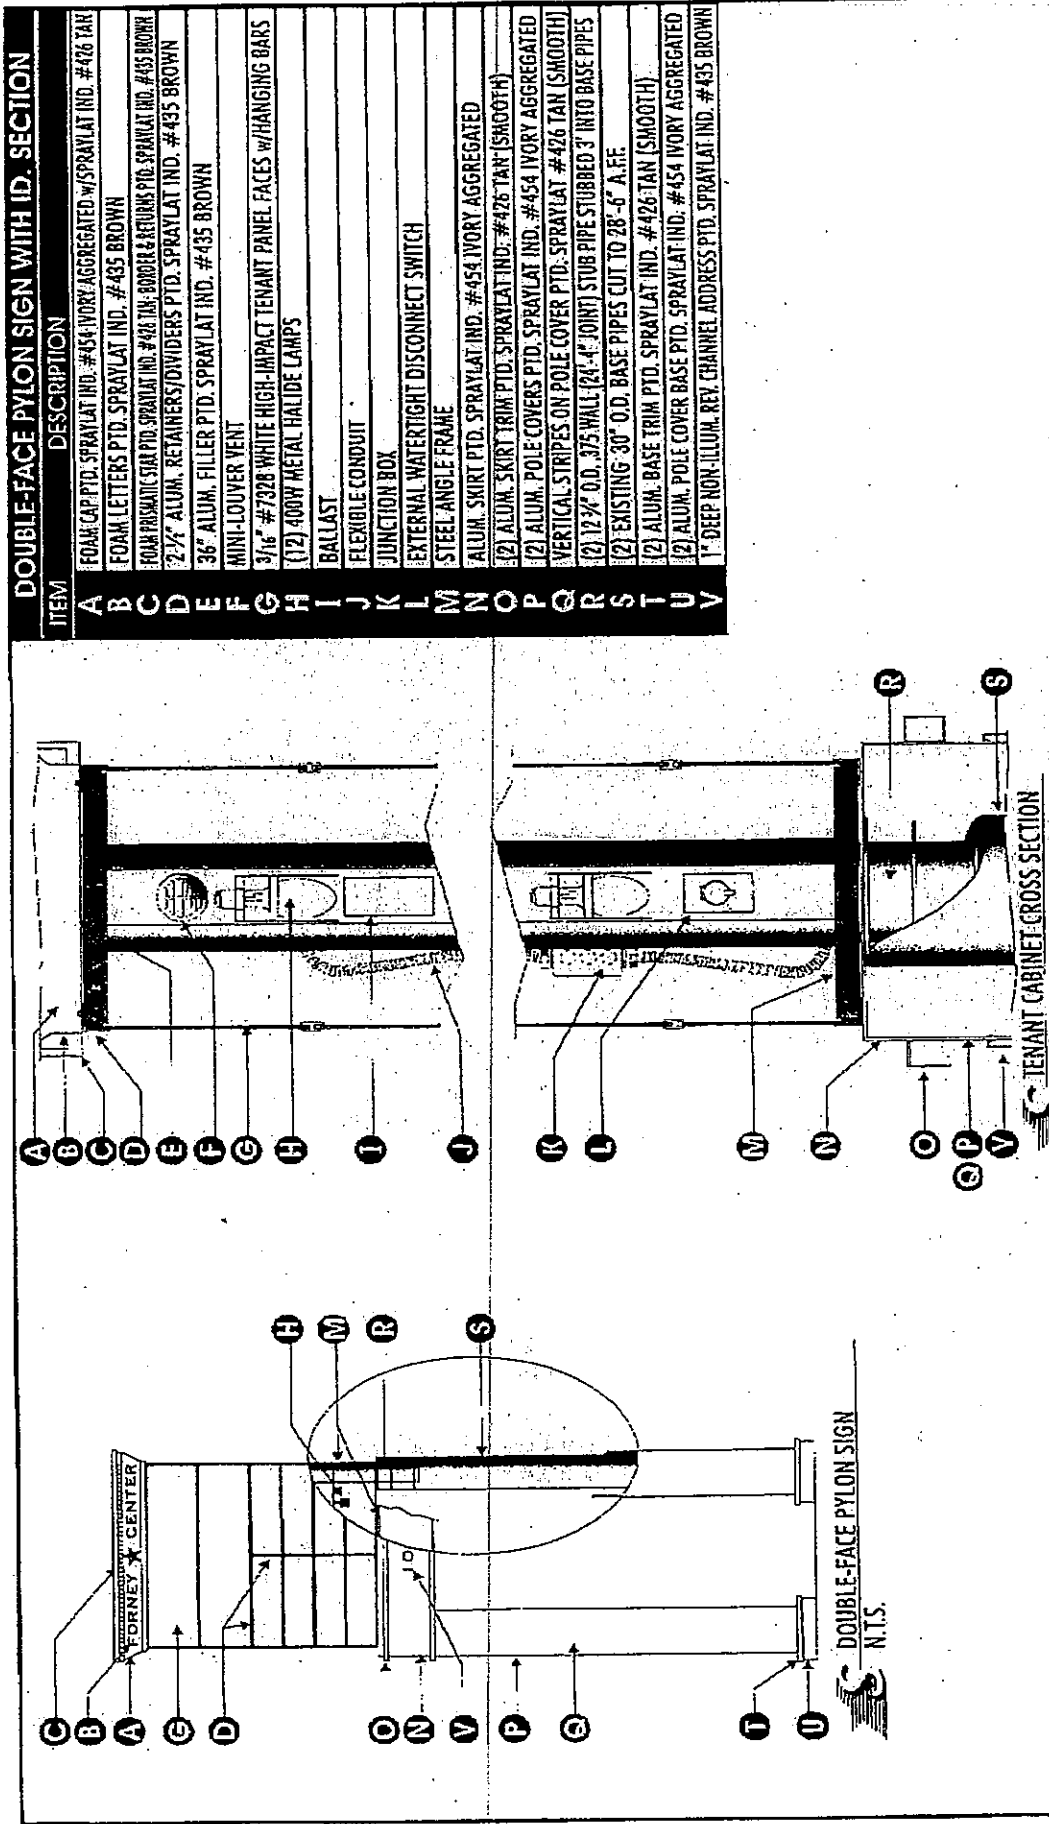 DOUBLE-FACE PYLON SIGN WITH I.D. SECTION
ITEM DESCRIPTION
A FOAM CAP PTD. SPRAYLAT IND. #454 IVORY AGGREGATED w/SPRAYLAT IND. #426 TAN
B FOAM LETTERS PTD. SPRAYLAT IND. #435 BROWN
C FOAM PRISMATIC STAR PTD. SPRAYLAT IND. #426 TAN; BORDER & RETURNS PTD. SPRAYLAT IND. #435 BROWN
D 2-½" ALUM. RETAINERS/DIVIDERS PTD. SPRAYLAT IND. #435 BROWN
E 36" ALUM. FILLER PTD. SPRAYLAT IND. #435 BROWN
F MINI-LOUVER VENT
G 3/16" #7328 WHITE HIGH-IMPACT TENANT PANEL FACES w/HANGING BARS
H (12) 400W METAL HALIDE LAMPS
I BALLAST
J FLEXIBLE CONDUIT
K JUNCTION BOX
L EXTERNAL WATERTIGHT DISCONNECT SWITCH
M STEEL ANGLE FRAME
N ALUM. SKIRT PTD. SPRAYLAT IND. #454 IVORY AGGREGATED
O (2) ALUM. SKIRT TRIM PTD. SPRAYLAT IND. #426 TAN (SMOOTH)
P (2) ALUM. POLE COVERS PTD. SPRAYLAT IND. #454 IVORY AGGREGATED
Q VERTICAL STRIPES ON POLE COVER PTD. SPRAYLAT #426 TAN (SMOOTH)
R (2) 12¾" O.D. .375 WALL (24'-4" JOINT) STUB PIPE STUBBED 3' INTO BASE PIPES
S (2) EXISTING 30" O.D. BASE PIPES CUT TO 28'-6" A.F.F.
T (2) ALUM. BASE TRIM PTD. SPRAYLAT IND. #426 TAN (SMOOTH)
U (2) ALUM. POLE COVER BASE PTD. SPRAYLAT IND. #454 IVORY AGGREGATED
V 1" DEEP NON-ILLUM. REV. CHANNEL ADDRESS PTD. SPRAYLAT IND. #435 BROWN
A
B
C
D
E
F
G
H
I
J
K
L
M
N
O
Q P
V
R
S
TENANT CABINET CROSS SECTION
C
B
A
G
D
O
N
V
P
Q
T
U
H
M
R
S
FORNEY CENTER
DOUBLE-FACE PYLON SIGN
N.T.S.